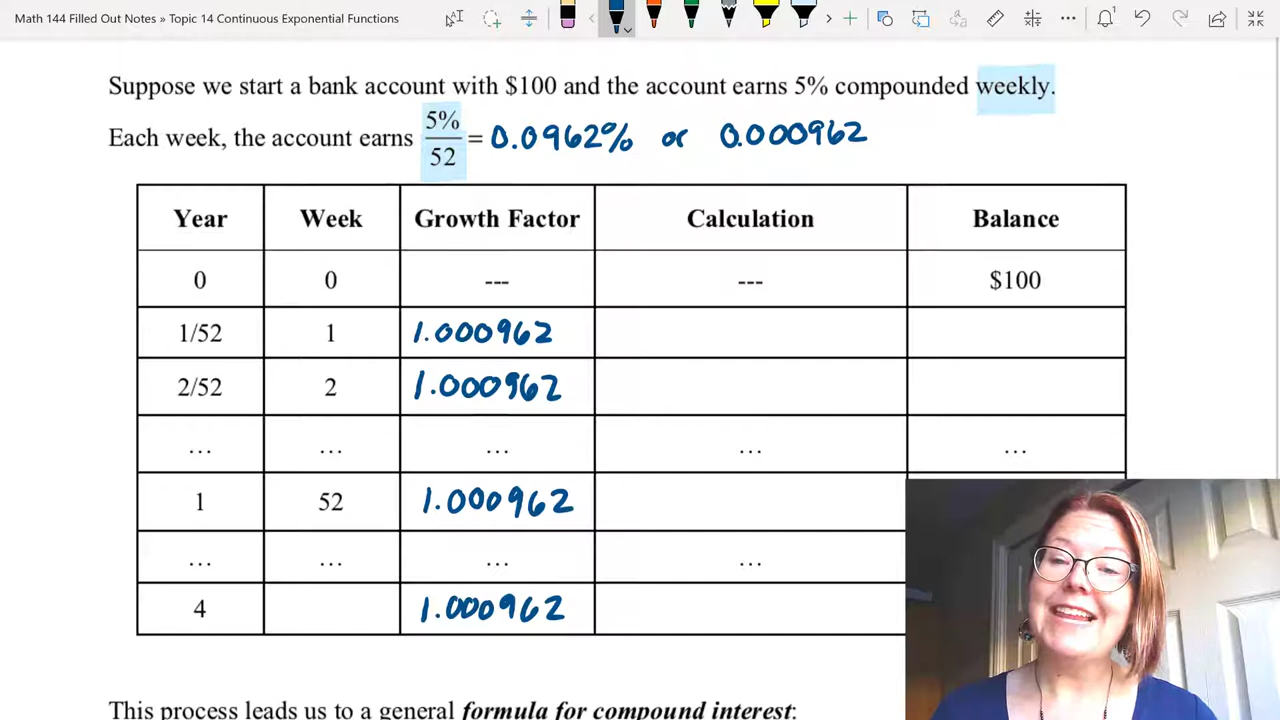 Math 144 Filled Out Notes » Topic 14 Continuous Exponential Functions
Suppose we start a bank account with $100 and the account earns 5% compounded weekly.
Each week, the account earns 5%/52 = 0.0962% or 0.000962
Year Week Growth Factor Calculation Balance
0 0 --- --- $100
1/52 1 1.000962
2/52 2 1.000962
… … … … …
1 52 1.000962
… … … …
4 1.000962
This process leads us to a general formula for compound interest: